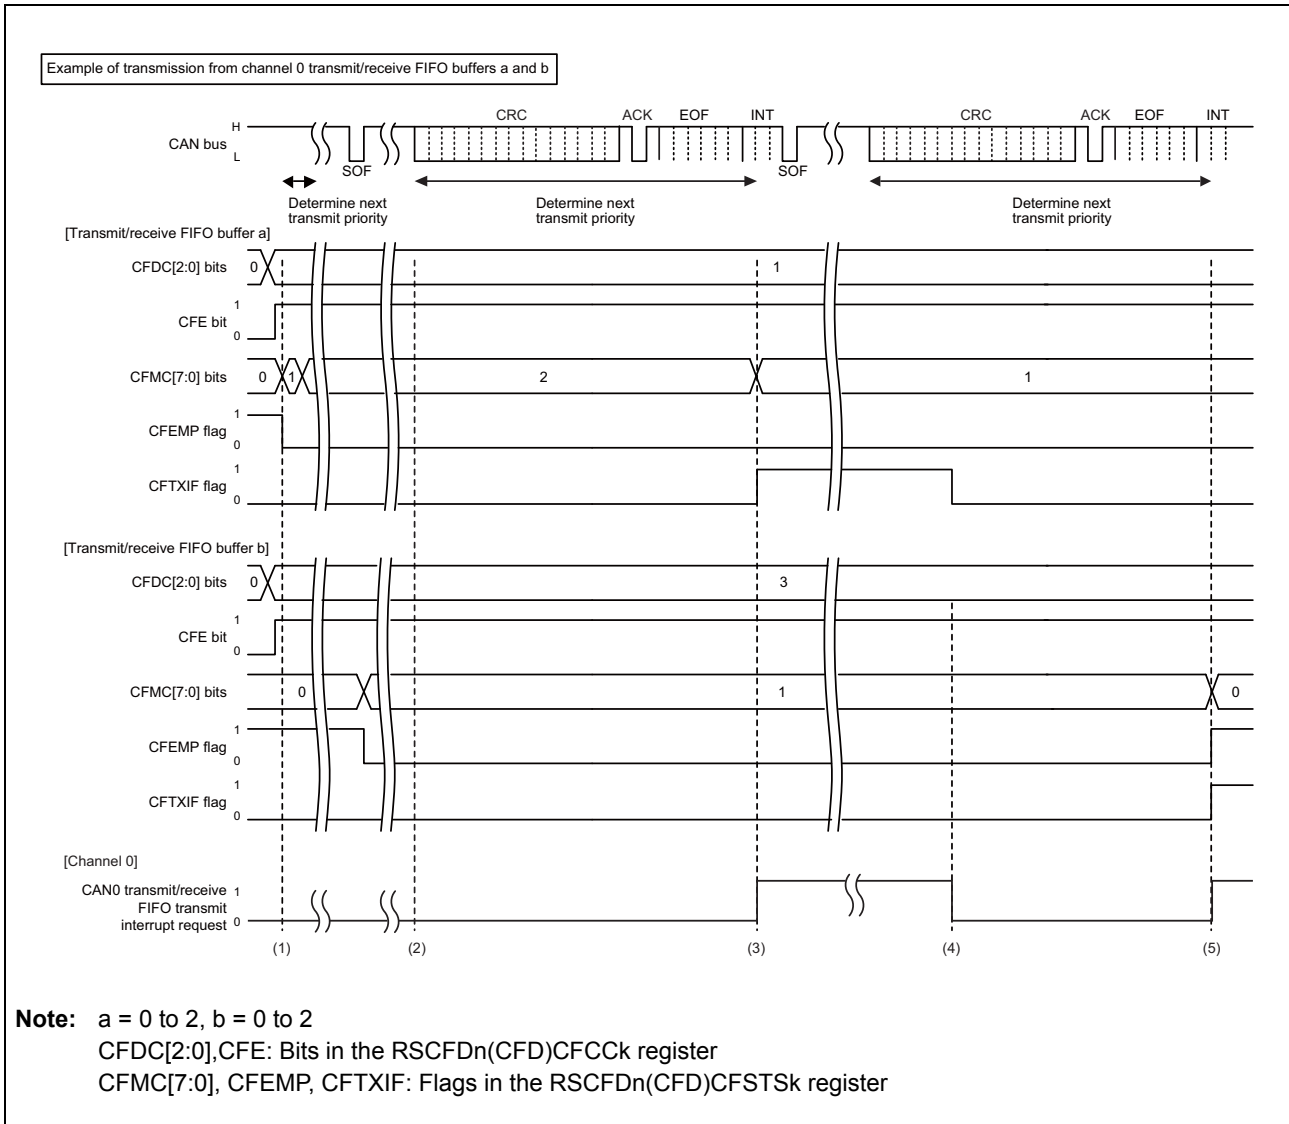 Example of transmission from channel 0 transmit/receive FIFO buffers a and b
CRC ACK EOF INT CRC ACK EOF INT
H
CAN bus
L
SOF SOF
Determine next
transmit priority
Determine next
transmit priority
Determine next
transmit priority
[Transmit/receive FIFO buffer a]
CFDC[2:0] bits 0 1
1
CFE bit
0
CFMC[7:0] bits 0 1 2 1
1
CFEMP flag
0
1
CFTXIF flag
0
[Transmit/receive FIFO buffer b]
CFDC[2:0] bits 0 3
1
CFE bit
0
CFMC[7:0] bits 0 1 0
1
CFEMP flag
0
1
CFTXIF flag
0
[Channel 0]
CAN0 transmit/receive 1
FIFO transmit
interrupt request 0
(1) (2) (3) (4) (5)
Note: a = 0 to 2, b = 0 to 2
CFDC[2:0],CFE: Bits in the RSCFDn(CFD)CFCCk register
CFMC[7:0], CFEMP, CFTXIF: Flags in the RSCFDn(CFD)CFSTSk register